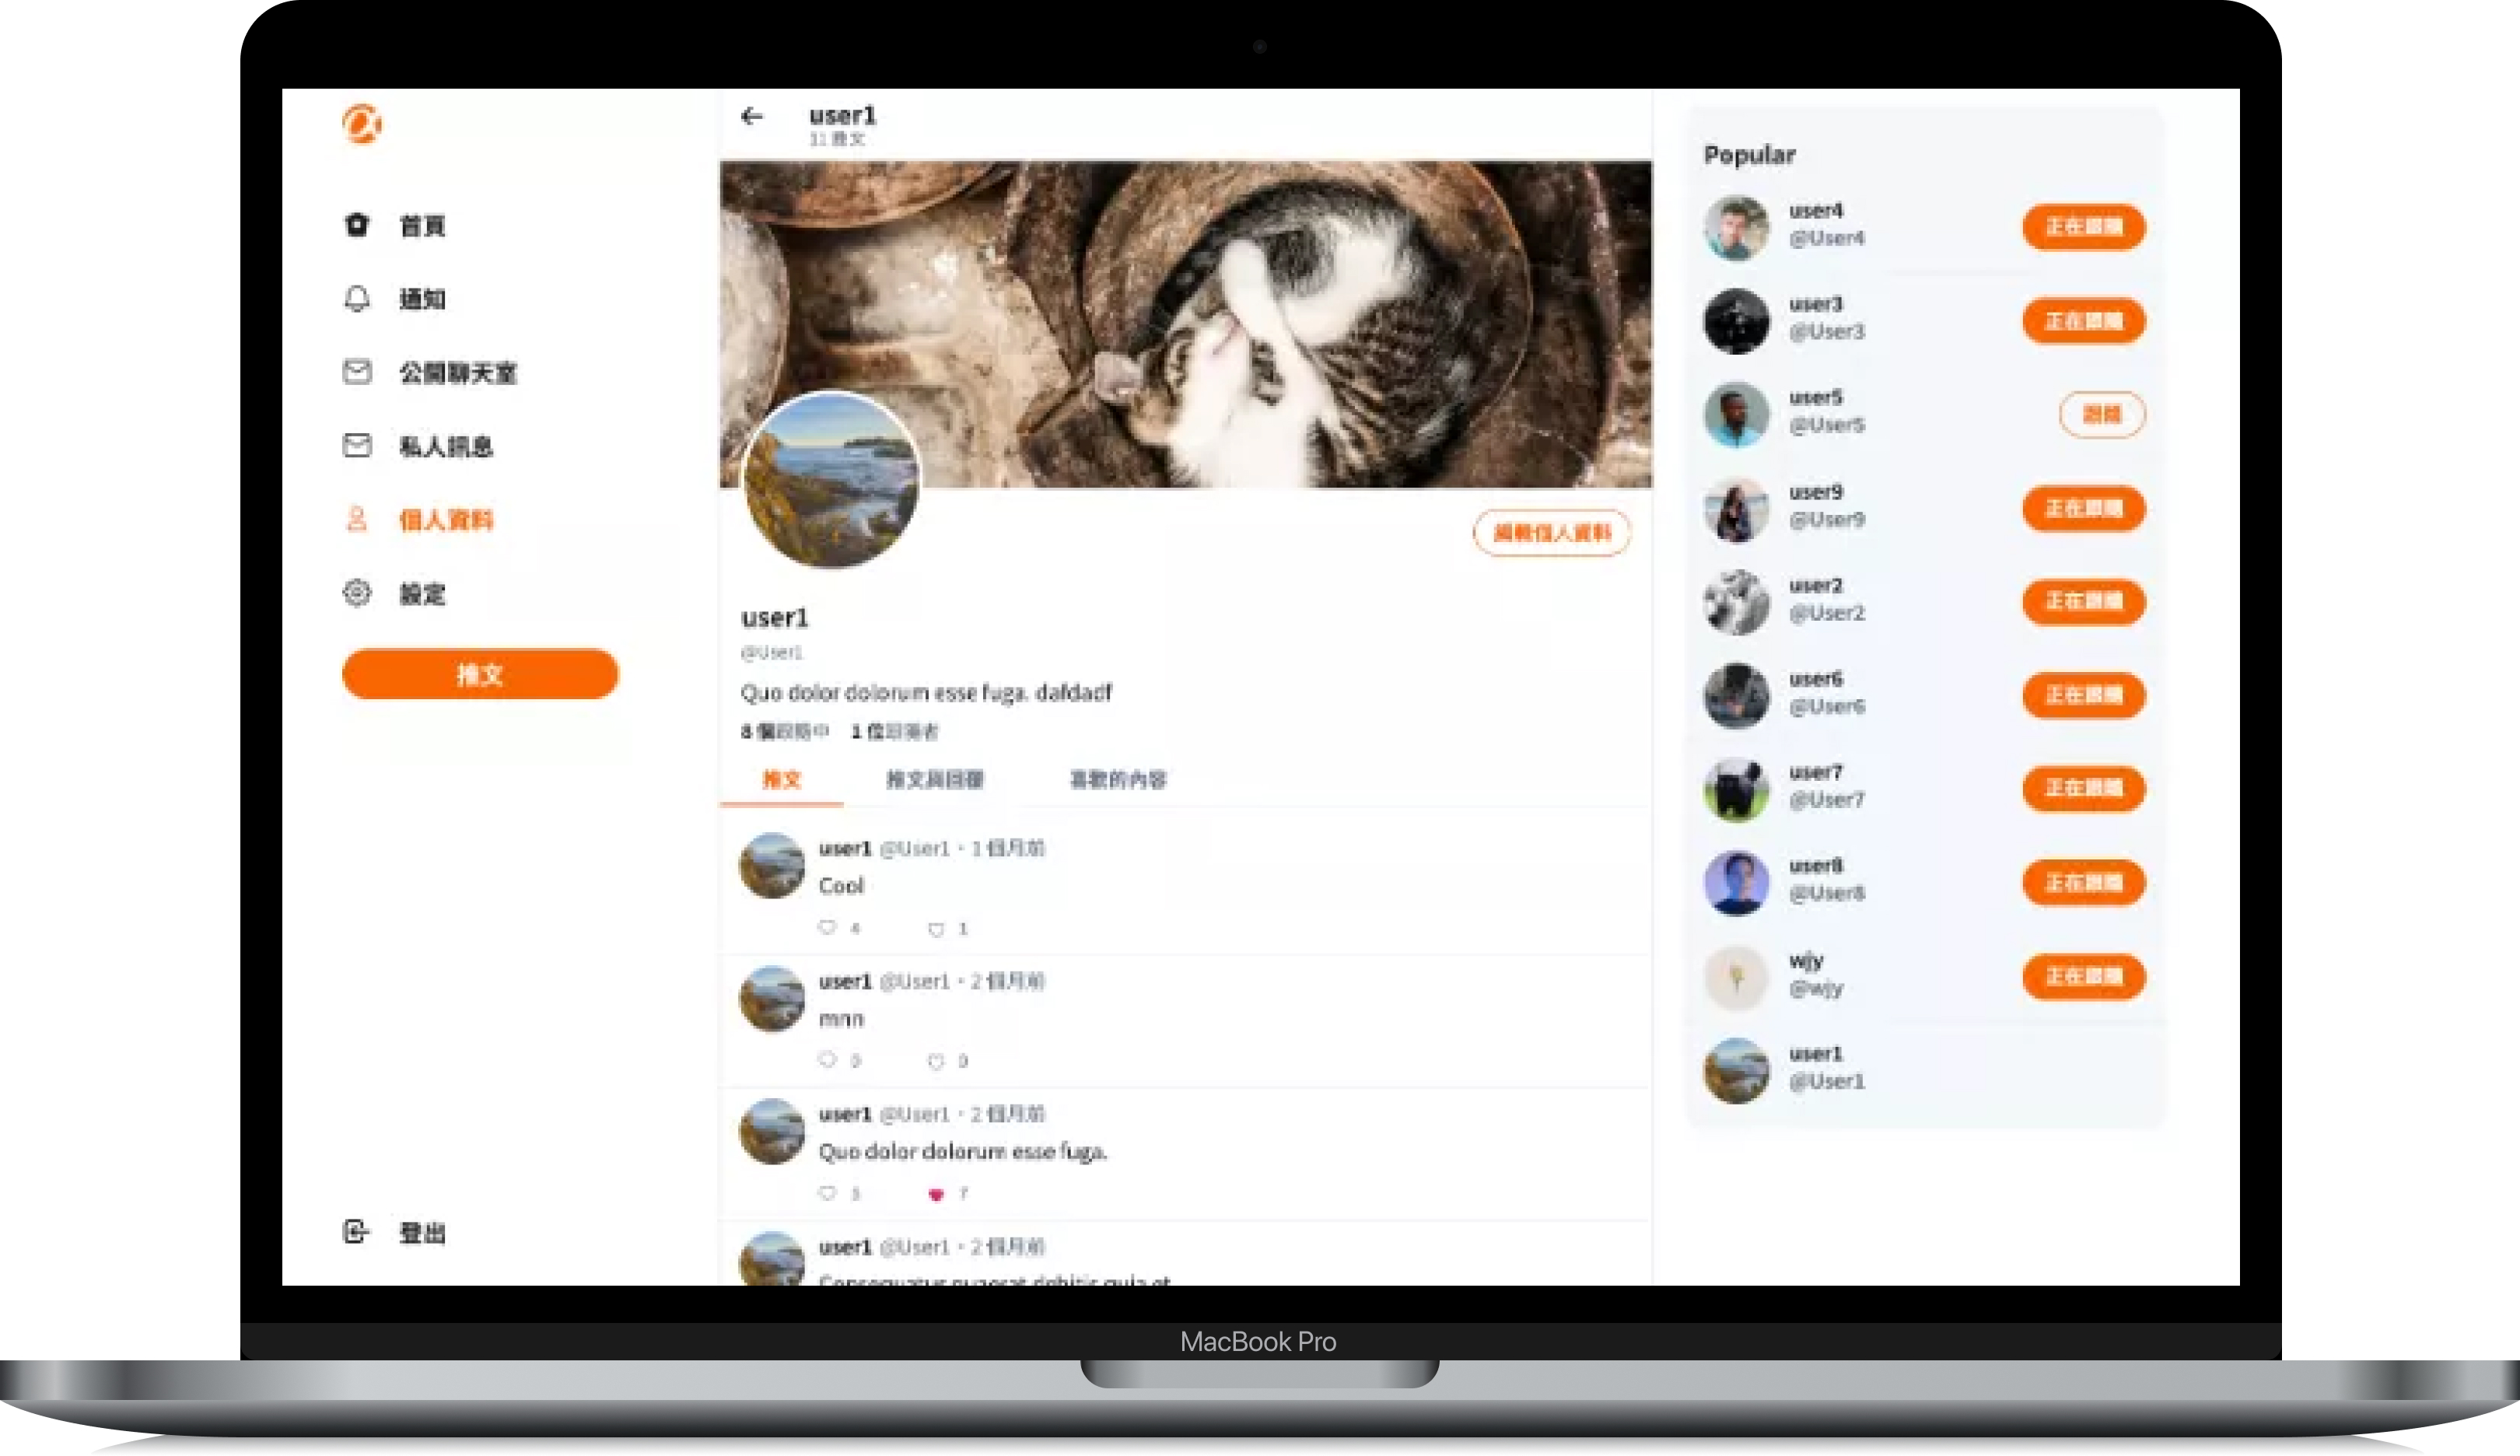 首頁
通知
公開聊天室
私人訊息
個人資料
設定
推文
登出
user1
11 推文
編輯個人資料
user1
@User1
Quo dolor dolorum esse fuga. dafdadf
8 個跟隨中 1 位跟隨者
推文 推文與回覆 喜歡的內容
user1 @User1 · 1 個月前
Cool
4 1
user1 @User1 · 2 個月前
mnn
0 0
user1 @User1 · 2 個月前
Quo dolor dolorum esse fuga.
3 7
user1 @User1 · 2 個月前
Consequatur quaerat debitis quia et
Popular
user4
@User4
正在跟隨
user3
@User3
正在跟隨
user5
@User5
跟隨
user9
@User9
正在跟隨
user2
@User2
正在跟隨
user6
@User6
正在跟隨
user7
@User7
正在跟隨
user8
@User8
正在跟隨
wjy
@wjy
正在跟隨
user1
@User1
MacBook Pro